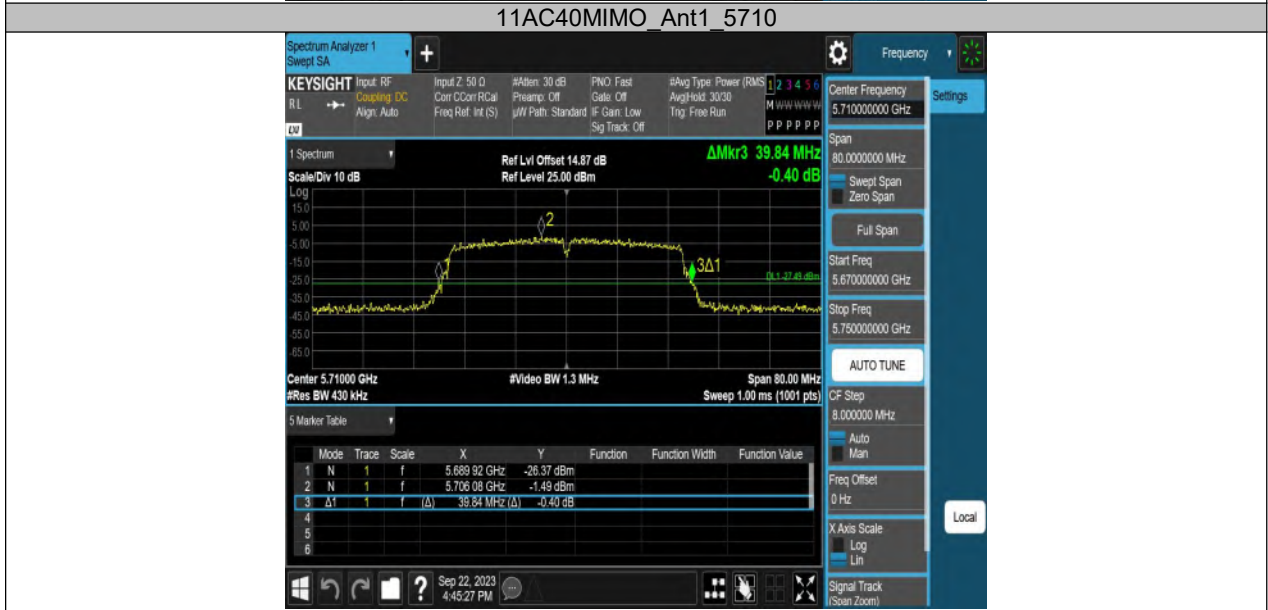 11AC40MIMO_Ant1_5710
Spectrum Analyzer 1
Swept SA
Frequency
KEYSIGHT Input: RF Input Z: 50 Ω #Atten: 30 dB PNO: Fast #Avg Type: Power (RMS 1 2 3 4 5 6
RL Coupling: DC Corr CCorr RCal Preamp: Off Gate: Off Avg|Hold: 30/30 M W W W W W
Align: Auto Freq Ref: Int (S) µW Path: Standard IF Gain: Low Trig: Free Run
Sig Track: Off P P P P P P
LXI
Center Frequency
5.710000000 GHz
Settings
1 Spectrum
Ref Lvl Offset 14.87 dB
ΔMkr3 39.84 MHz
Scale/Div 10 dB
Ref Level 25.00 dBm
-0.40 dB
Span
80.0000000 MHz
Swept Span
Zero Span
Full Span
Log
15.0
5.00
-5.00
-15.0
-25.0
-35.0
-45.0
-55.0
-65.0
1
2
3Δ1
DL1 -27.49 dBm
Start Freq
5.670000000 GHz
Stop Freq
5.750000000 GHz
AUTO TUNE
Center 5.71000 GHz
#Video BW 1.3 MHz
Span 80.00 MHz
#Res BW 430 kHz
Sweep 1.00 ms (1001 pts)
CF Step
8.000000 MHz
Auto
Man
5 Marker Table
Mode Trace Scale X Y Function Function Width Function Value
1 N 1 f 5.689 92 GHz -26.37 dBm
2 N 1 f 5.706 08 GHz -1.49 dBm
3 Δ1 1 f (Δ) 39.84 MHz (Δ) -0.40 dB
4
5
6
Freq Offset
0 Hz
X Axis Scale
Log
Lin
Local
Signal Track
(Span Zoom)
?
Sep 22, 2023
4:45:27 PM